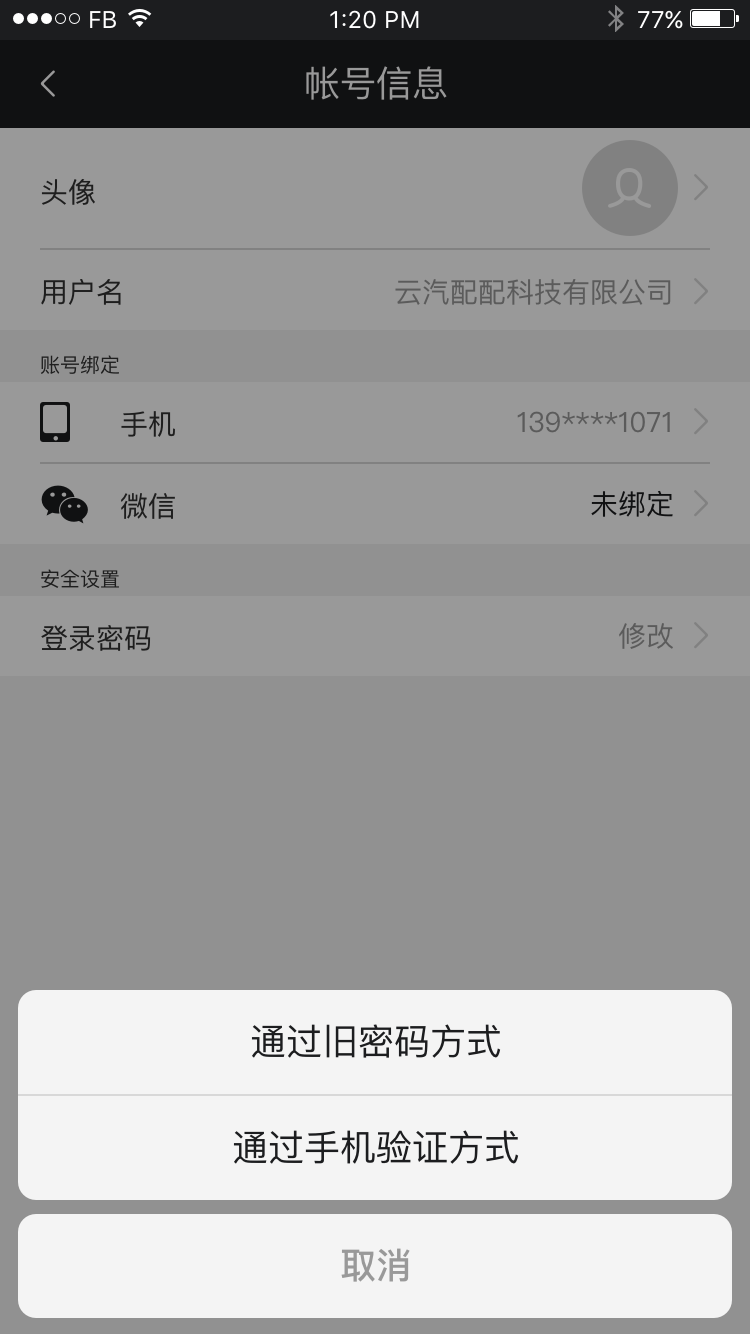 FB 1:20 PM 77%
帐号信息
头像
用户名 云汽配配科技有限公司
账号绑定
手机 139****1071
微信 未绑定
安全设置
登录密码 修改
通过旧密码方式
通过手机验证方式
取消